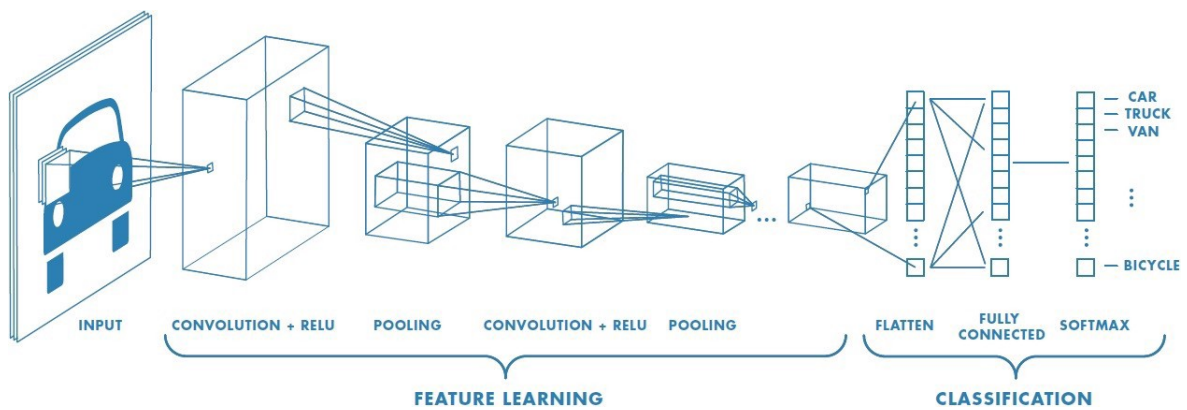 CAR
TRUCK
VAN
BICYCLE
INPUT
CONVOLUTION + RELU
POOLING
CONVOLUTION + RELU
POOLING
FLATTEN
FULLY
CONNECTED
SOFTMAX
FEATURE LEARNING
CLASSIFICATION